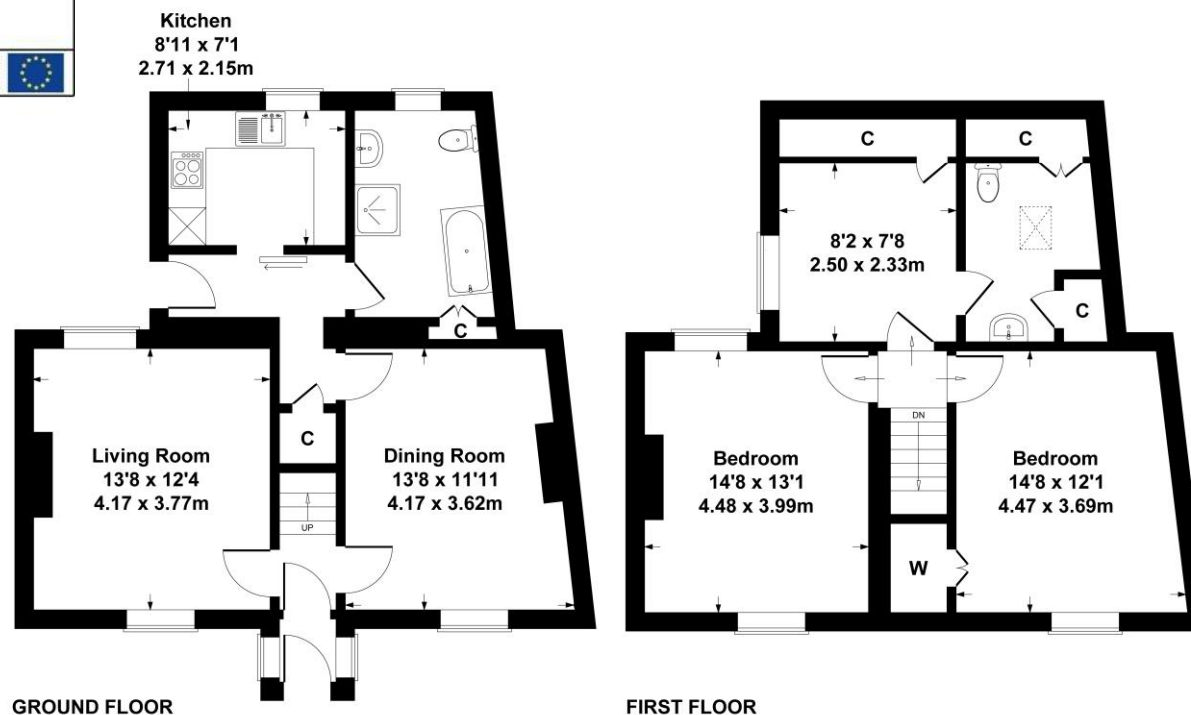 Kitchen
8'11 x 7'1
2.71 x 2.15m
C
Living Room
13'8 x 12'4
4.17 x 3.77m
C
UP
Dining Room
13'8 x 11'11
4.17 x 3.62m
GROUND FLOOR
C
C
8'2 x 7'8
2.50 x 2.33m
C
Bedroom
14'8 x 13'1
4.48 x 3.99m
DN
W
Bedroom
14'8 x 12'1
4.47 x 3.69m
FIRST FLOOR